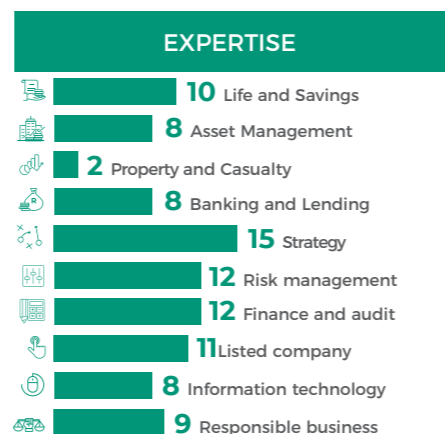 EXPERTISE
10 Life and Savings
8 Asset Management
2 Property and Casualty
8 Banking and Lending
15 Strategy
12 Risk management
12 Finance and audit
11 Listed company
8 Information technology
9 Responsible business